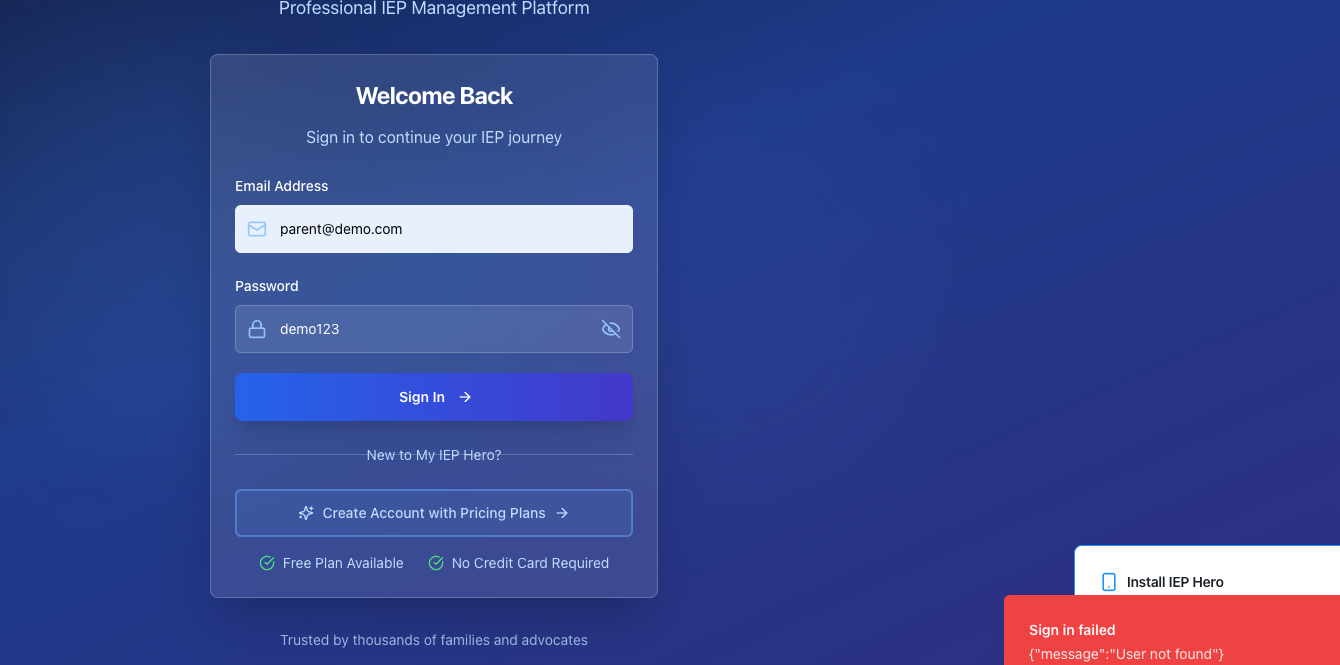 Professional IEP Management Platform
Welcome Back
Sign in to continue your IEP journey
Email Address
parent@demo.com
Password
demo123
Sign In
New to My IEP Hero?
Create Account with Pricing Plans
Free Plan Available
No Credit Card Required
Trusted by thousands of families and advocates
Install IEP Hero
Sign in failed
{"message":"User not found"}